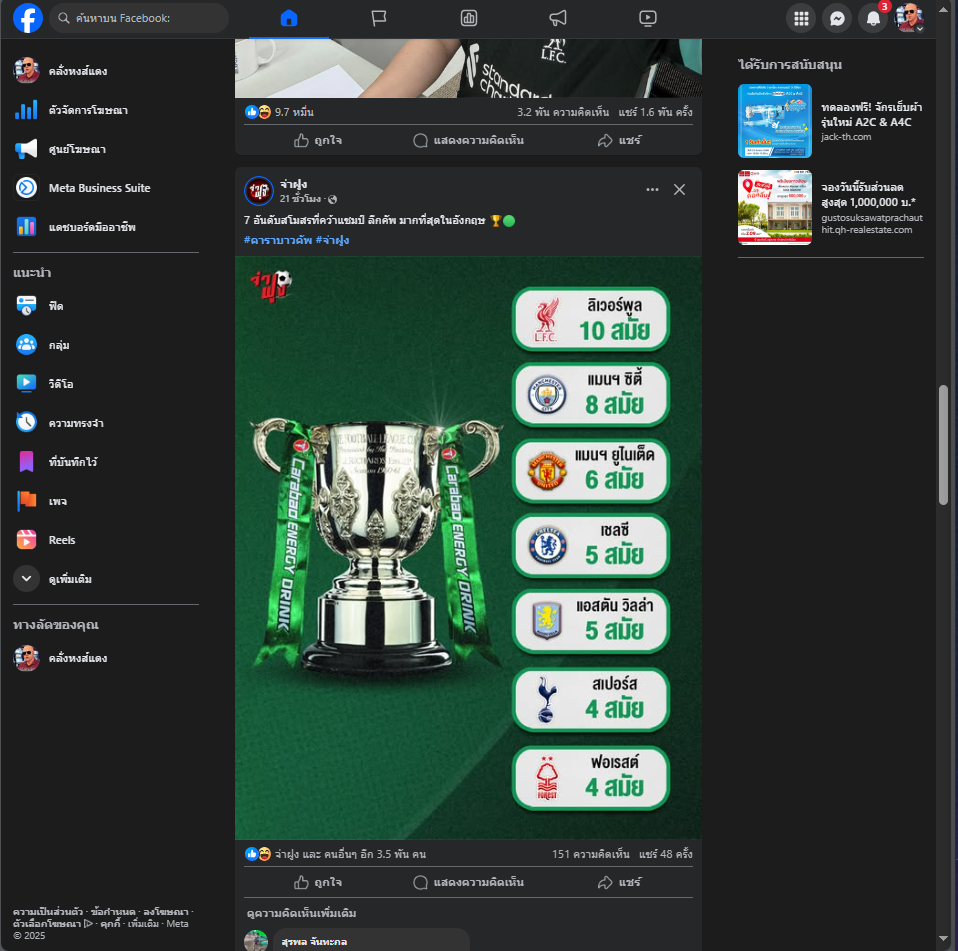 ค้นหาบน Facebook:
3
คลั่งหงส์แดง
ตัวจัดการโฆษณา
ศูนย์โฆษณา
Meta Business Suite
แดชบอร์ดมืออาชีพ
แนะนำ
ฟีด
กลุ่ม
วิดีโอ
ความทรงจำ
ที่บันทึกไว้
เพจ
Reels
ดูเพิ่มเติม
ทางลัดของคุณ
คลั่งหงส์แดง
ความเป็นส่วนตัว · ข้อกำหนด · ลงโฆษณา ·
ตัวเลือกโฆษณา · คุกกี้ · เพิ่มเติม · Meta
© 2025
L.F.C.
standard
9.7 หมื่น
3.2 พัน ความคิดเห็น แชร์ 1.6 พัน ครั้ง
ถูกใจ
แสดงความคิดเห็น
แชร์
จ่าฝูง
21 ชั่วโมง ·
7 อันดับสโมสรที่คว้าแชมป์ ลีกคัพ มากที่สุดในอังกฤษ 🏆🟢
#คาราบาวคัพ #จ่าฝูง
จ่าฝูง
Carabao ENERGY DRINK
Carabao ENERGY DRINK
L.F.C.
ลิเวอร์พูล
10 สมัย
MANCHESTER
CITY
แมนฯ ซิตี้
8 สมัย
MANCHESTER
UNITED
แมนฯ ยูไนเต็ด
6 สมัย
เชลซี
5 สมัย
แอสตัน วิลล่า
5 สมัย
สเปอร์ส
4 สมัย
FOREST
ฟอเรสต์
4 สมัย
จ่าฝูง และ คนอื่นๆ อีก 3.5 พัน คน
151 ความคิดเห็น แชร์ 48 ครั้ง
ถูกใจ
แสดงความคิดเห็น
แชร์
ดูความคิดเห็นเพิ่มเติม
สุรพล จันทะกล
ได้รับการสนับสนุน
ทดลองฟรี! จักรเย็บผ้า
รุ่นใหม่ A2C & A4C
jack-th.com
จองวันนี้รับส่วนลด
สูงสุด 1,000,000 บ.*
gustosuksawatprachaut
hit.qh-realestate.com